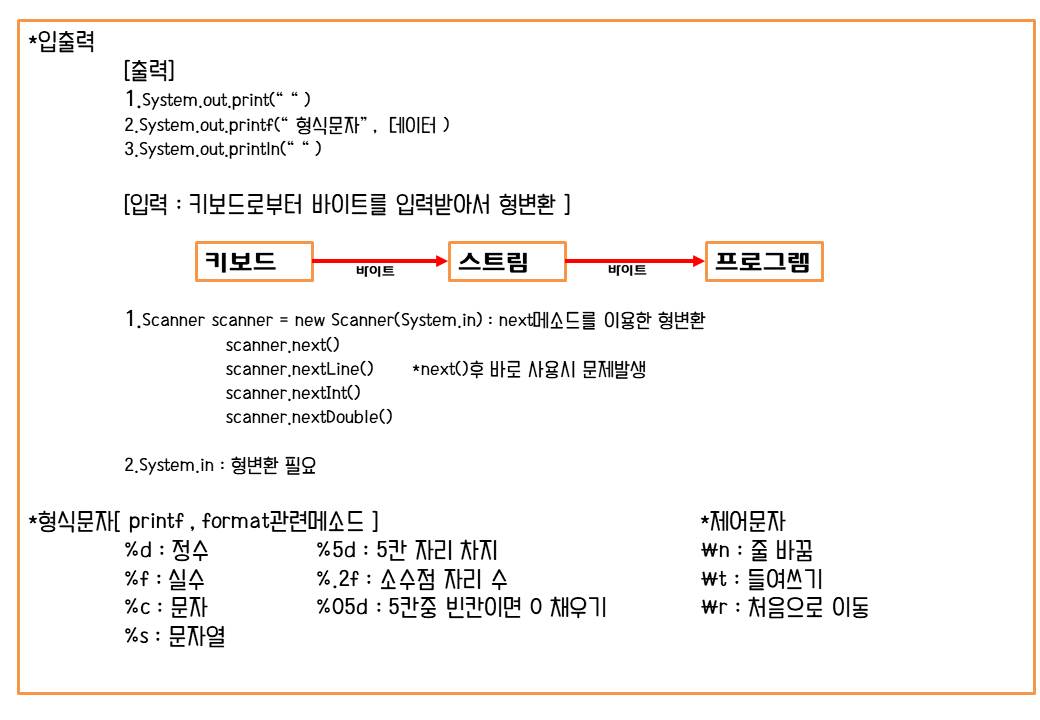 *입출력
[출력]
1.System.out.print(“ “ )
2.System.out.printf(“ 형식문자” , 데이터 )
3.System.out.println(“ “ )
[입력 : 키보드로부터 바이트를 입력받아서 형변환 ]
키보드 바이트 스트림 바이트 프로그램
1.Scanner scanner = new Scanner(System.in) : next메소드를 이용한 형변환
scanner.next()
scanner.nextLine() *next()후 바로 사용시 문제발생
scanner.nextInt()
scanner.nextDouble()
2.System.in : 형변환 필요
*형식문자[ printf , format관련메소드 ] *제어문자
%d : 정수 %5d : 5칸 자리 차지 ₩n : 줄 바꿈
%f : 실수 %.2f : 소수점 자리 수 ₩t : 들여쓰기
%c : 문자 %05d : 5칸중 빈칸이면 0 채우기 ₩r : 처음으로 이동
%s : 문자열